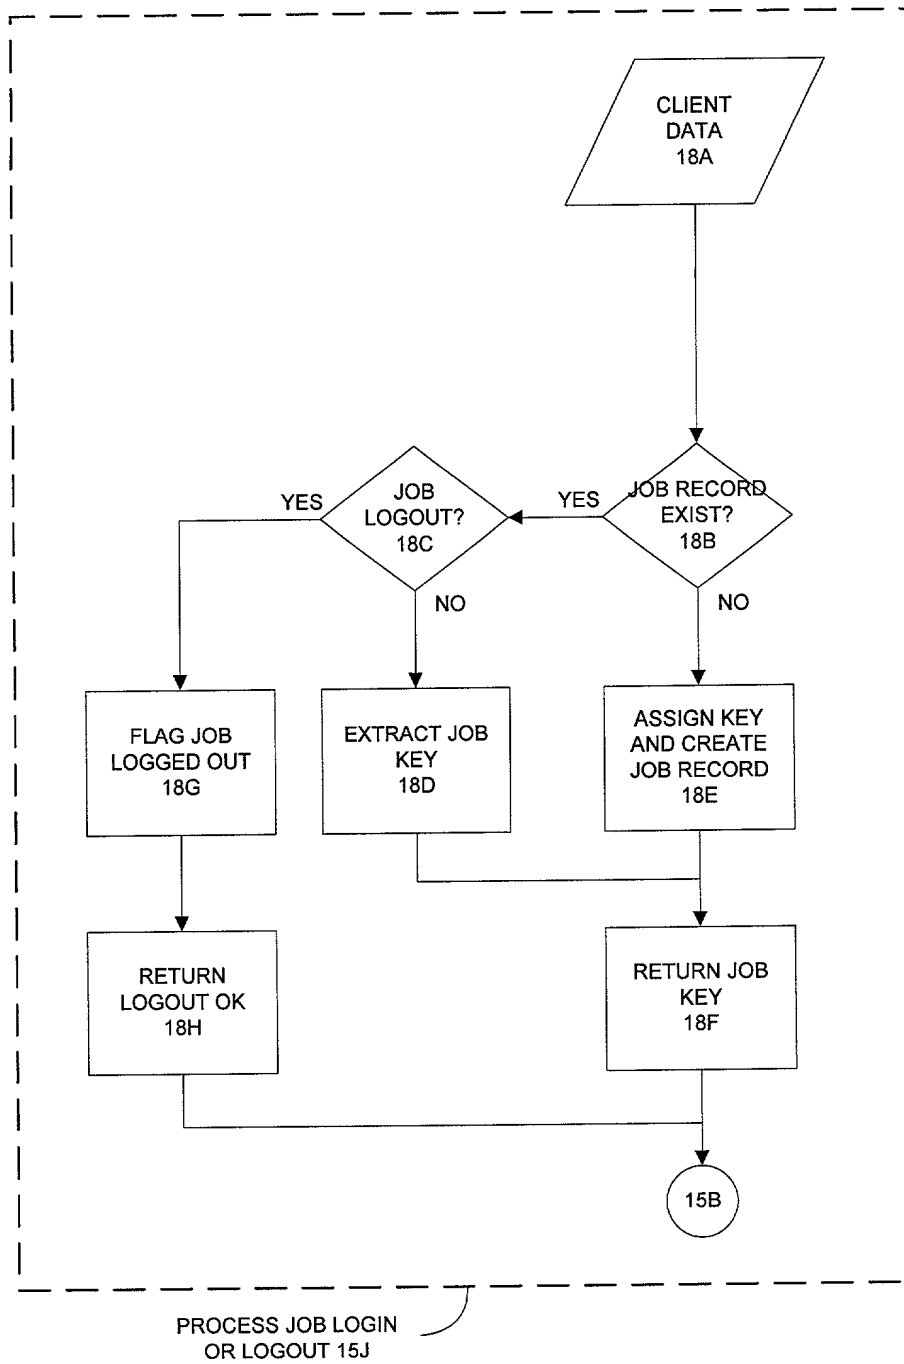 CLIENT
DATA
18A
YES
JOB
LOGOUT?
18C
YES
JOB RECORD
EXIST?
18B
NO
NO
FLAG JOB
LOGGED OUT
18G
EXTRACT JOB
KEY
18D
ASSIGN KEY
AND CREATE
JOB RECORD
18E
RETURN
LOGOUT OK
18H
RETURN JOB
KEY
18F
15B
PROCESS JOB LOGIN
OR LOGOUT 15J